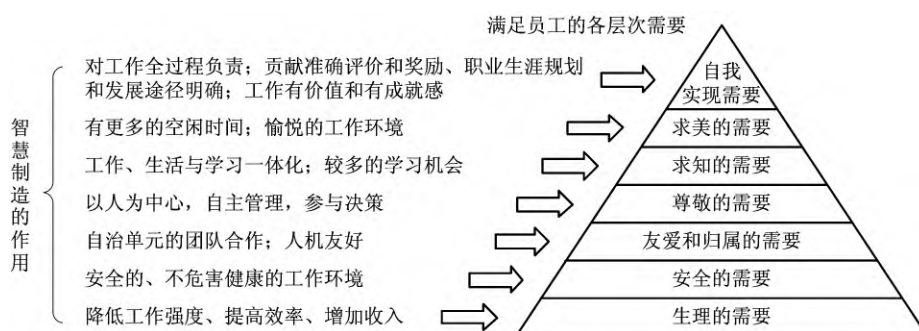 满足员工的各层次需要
对工作全过程负责；贡献准确评价和奖励、职业生涯规划
和发展途径明确；工作有价值和有成就感
自我
实现需要
有更多的空闲时间；愉悦的工作环境
求美的需要
工作、生活与学习一体化；较多的学习机会
求知的需要
以人为中心，自主管理，参与决策
尊敬的需要
自治单元的团队合作；人机友好
友爱和归属的需要
安全的、不危害健康的工作环境
安全的需要
降低工作强度、提高效率、增加收入
生理的需要
智慧制造的作用